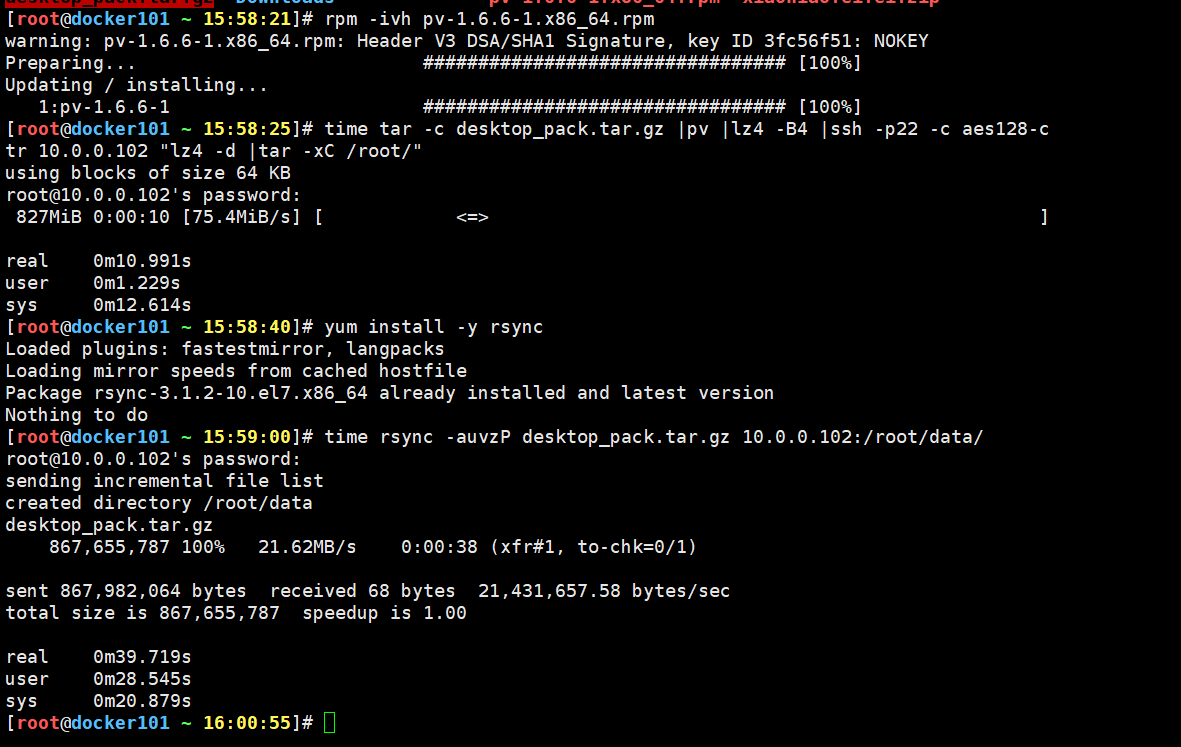 desktop_pack.tar.gz  Downloads  pv-1.6.6-1.x86_64.rpm
[root@docker101 ~ 15:58:21]# rpm -ivh pv-1.6.6-1.x86_64.rpm
warning: pv-1.6.6-1.x86_64.rpm: Header V3 DSA/SHA1 Signature, key ID 3fc56f51: NOKEY
Preparing...                          ################################# [100%]
Updating / installing...
   1:pv-1.6.6-1                       ################################# [100%]
[root@docker101 ~ 15:58:25]# time tar -c desktop_pack.tar.gz |pv |lz4 -B4 |ssh -p22 -c aes128-c
tr 10.0.0.102 "lz4 -d |tar -xC /root/"
using blocks of size 64 KB
root@10.0.0.102's password:
 827MiB 0:00:10 [75.4MiB/s] [            <=>                                                  ]
real    0m10.991s
user    0m1.229s
sys     0m12.614s
[root@docker101 ~ 15:58:40]# yum install -y rsync
Loaded plugins: fastestmirror, langpacks
Loading mirror speeds from cached hostfile
Package rsync-3.1.2-10.el7.x86_64 already installed and latest version
Nothing to do
[root@docker101 ~ 15:59:00]# time rsync -auvzP desktop_pack.tar.gz 10.0.0.102:/root/data/
root@10.0.0.102's password:
sending incremental file list
created directory /root/data
desktop_pack.tar.gz
    867,655,787 100%   21.62MB/s    0:00:38 (xfr#1, to-chk=0/1)
sent 867,982,064 bytes  received 68 bytes  21,431,657.58 bytes/sec
total size is 867,655,787  speedup is 1.00
real    0m39.719s
user    0m28.545s
sys     0m20.879s
[root@docker101 ~ 16:00:55]#